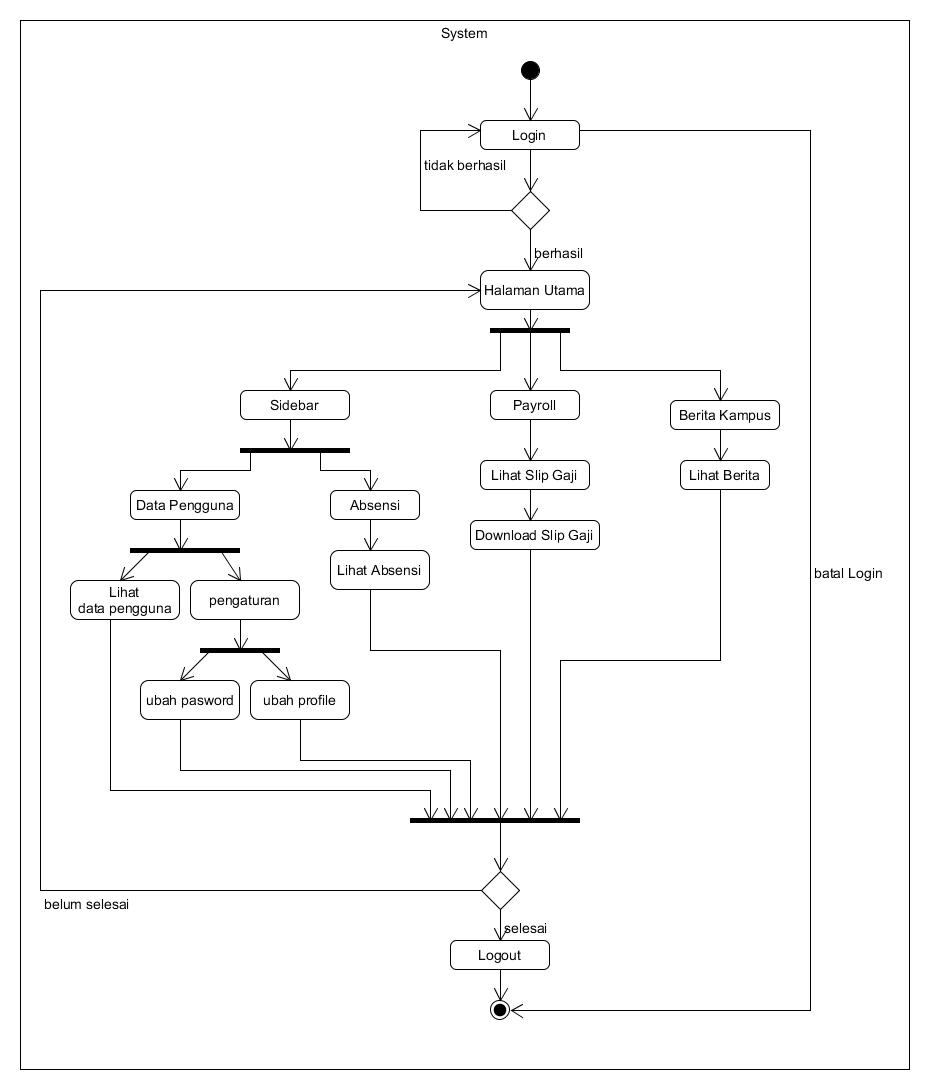 System
Login
tidak berhasil
berhasil
Halaman Utama
Sidebar
Payroll
Berita Kampus
Lihat Slip Gaji
Lihat Berita
Data Pengguna
Absensi
Download Slip Gaji
Lihat Absensi
batal Login
Lihat
data pengguna
pengaturan
ubah pasword
ubah profile
belum selesai
selesai
Logout